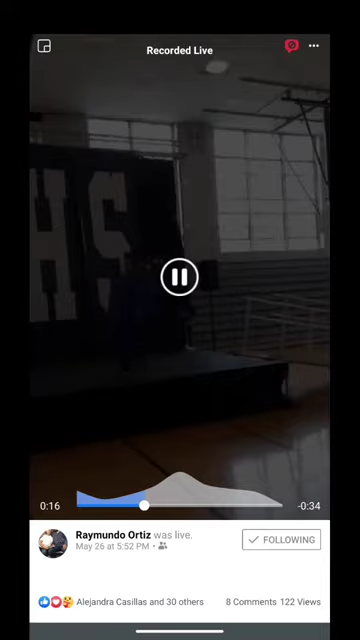 Recorded Live
HS
0:16
-0:34
Raymundo Ortiz was live.
FOLLOWING
May 26 at 5:52 PM •
Alejandra Casillas and 30 others
8 Comments 122 Views